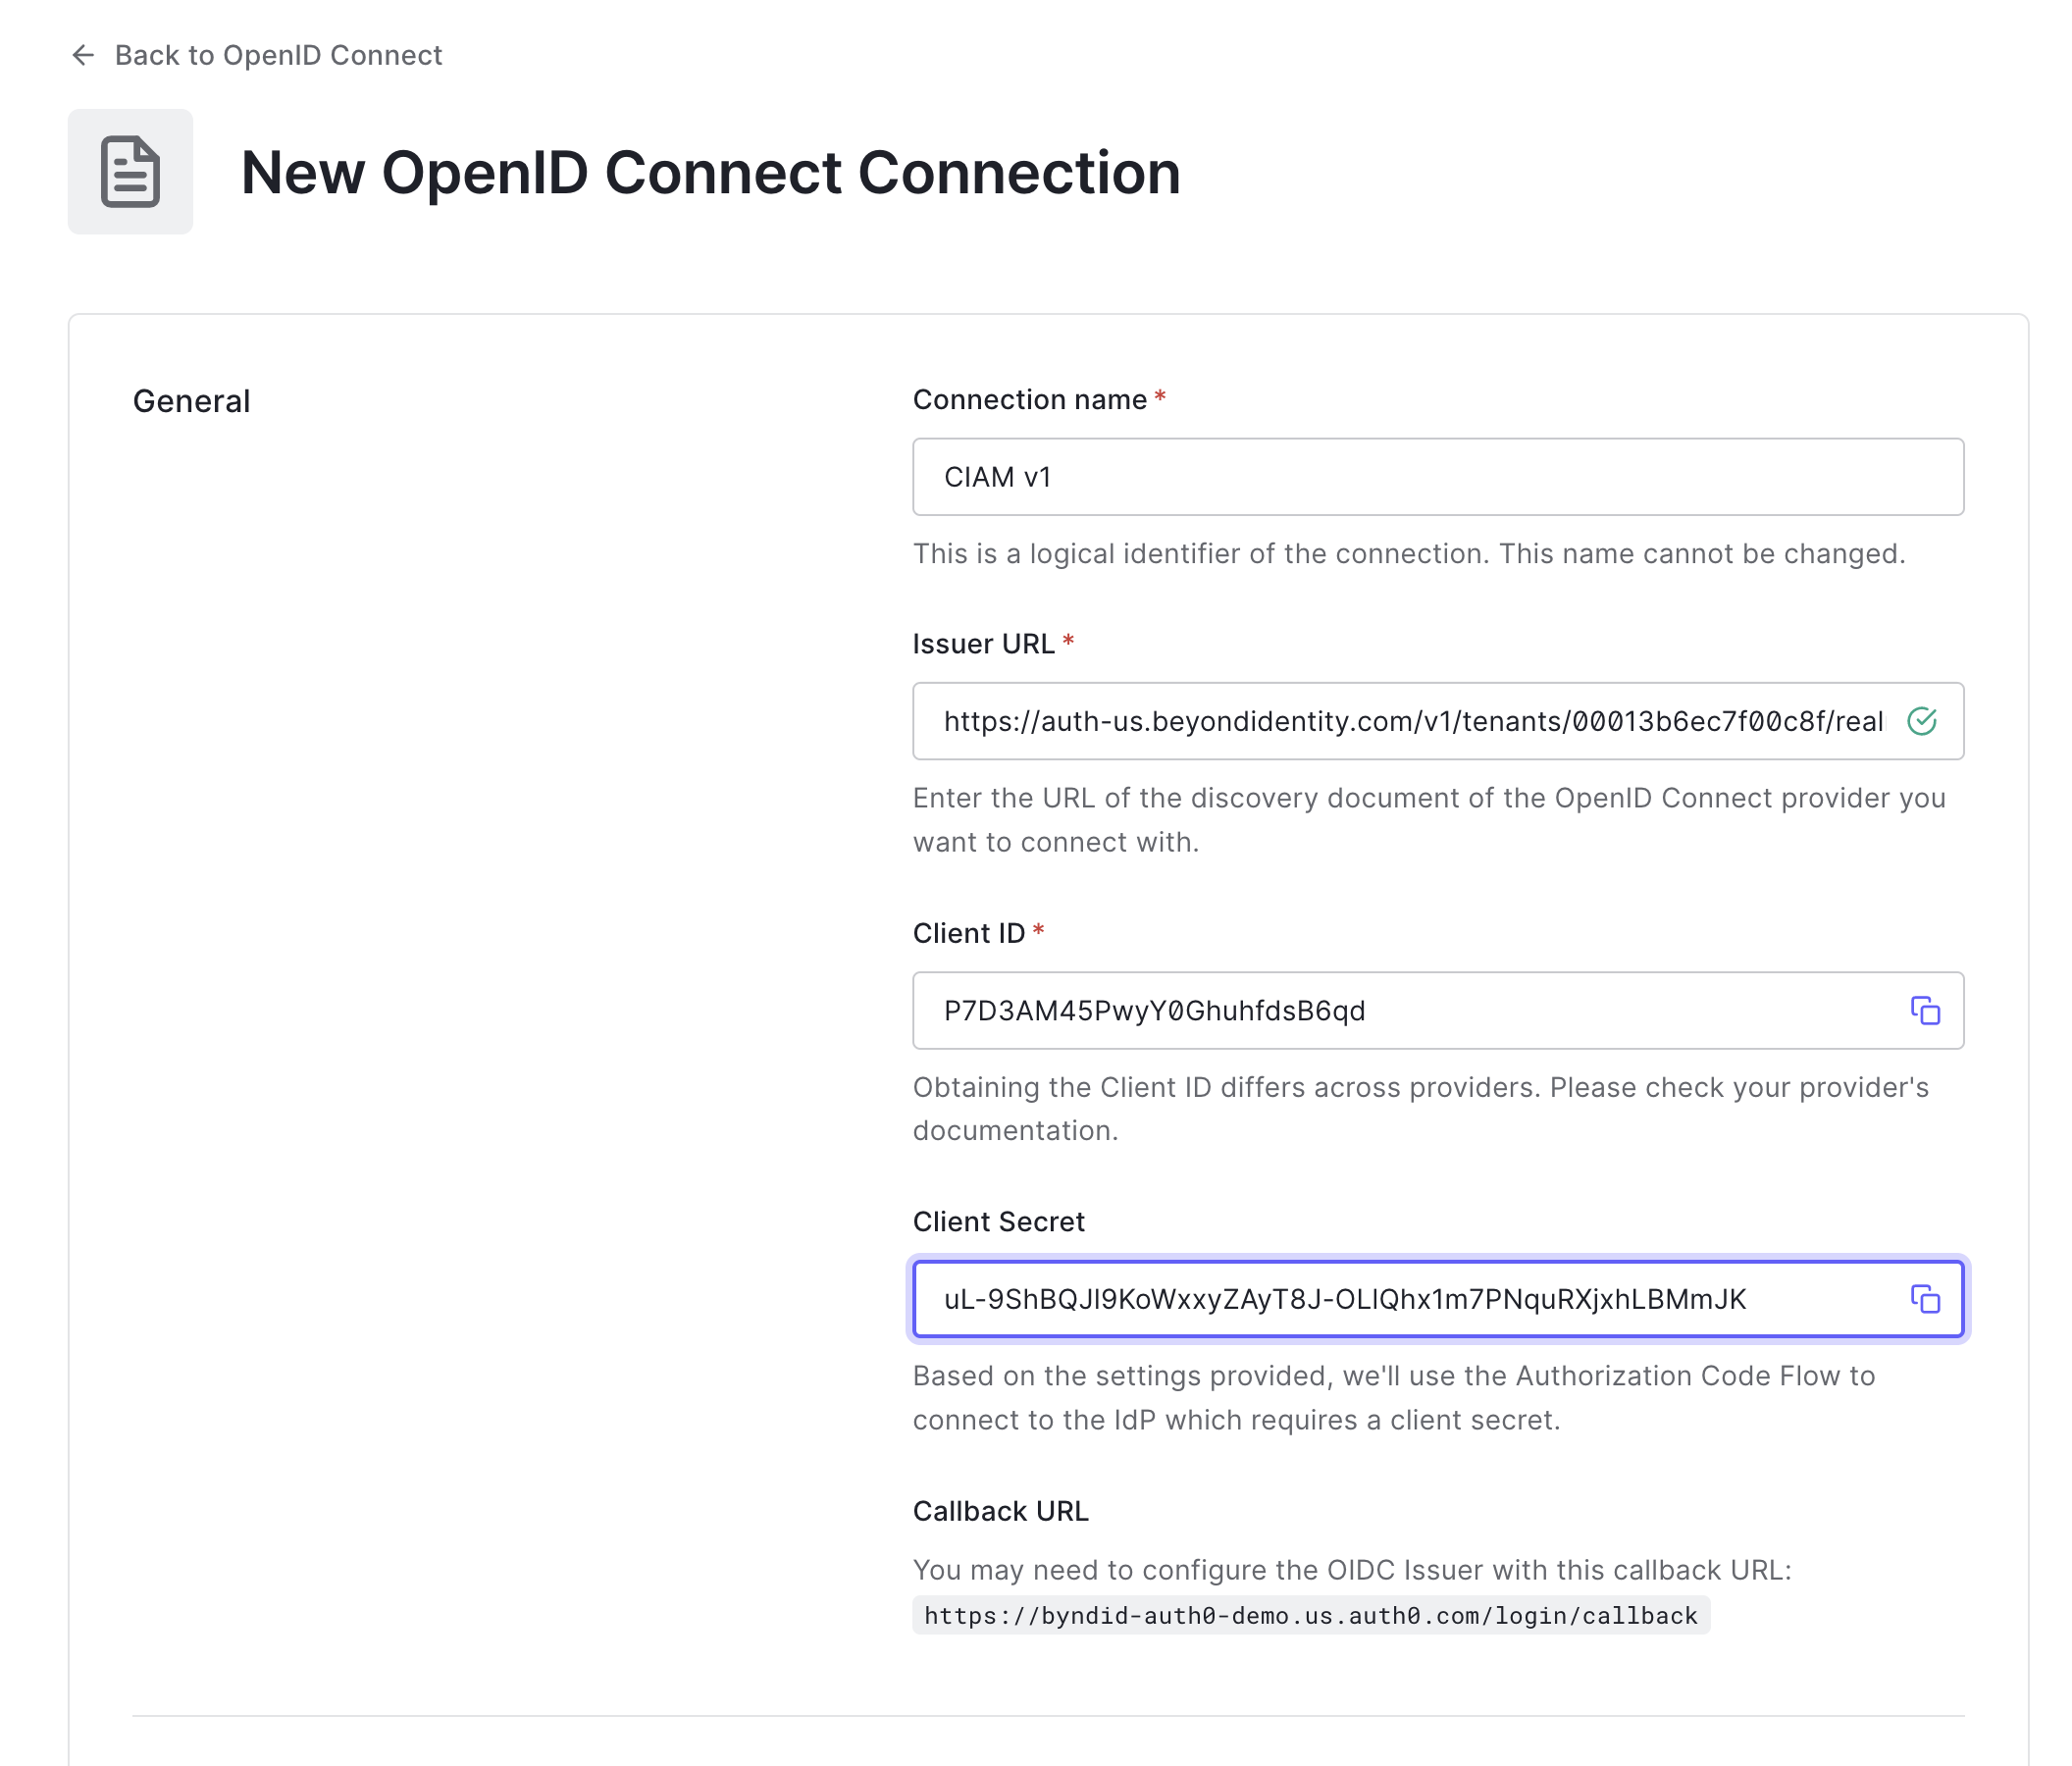 Back to OpenID Connect
New OpenID Connect Connection
General
Connection name *
CIAM v1
This is a logical identifier of the connection. This name cannot be changed.
Issuer URL *
https://auth-us.beyondidentity.com/v1/tenants/00013b6ec7f00c8f/real
Enter the URL of the discovery document of the OpenID Connect provider you
want to connect with.
Client ID *
P7D3AM45PwyY0GhuhfdsB6qd
Obtaining the Client ID differs across providers. Please check your provider's
documentation.
Client Secret
uL-9ShBQJI9KoWxxyZAyT8J-OLIQhx1m7PNquRXjxhLBMmJK
Based on the settings provided, we'll use the Authorization Code Flow to
connect to the IdP which requires a client secret.
Callback URL
You may need to configure the OIDC Issuer with this callback URL:
https://byndid-auth0-demo.us.auth0.com/login/callback